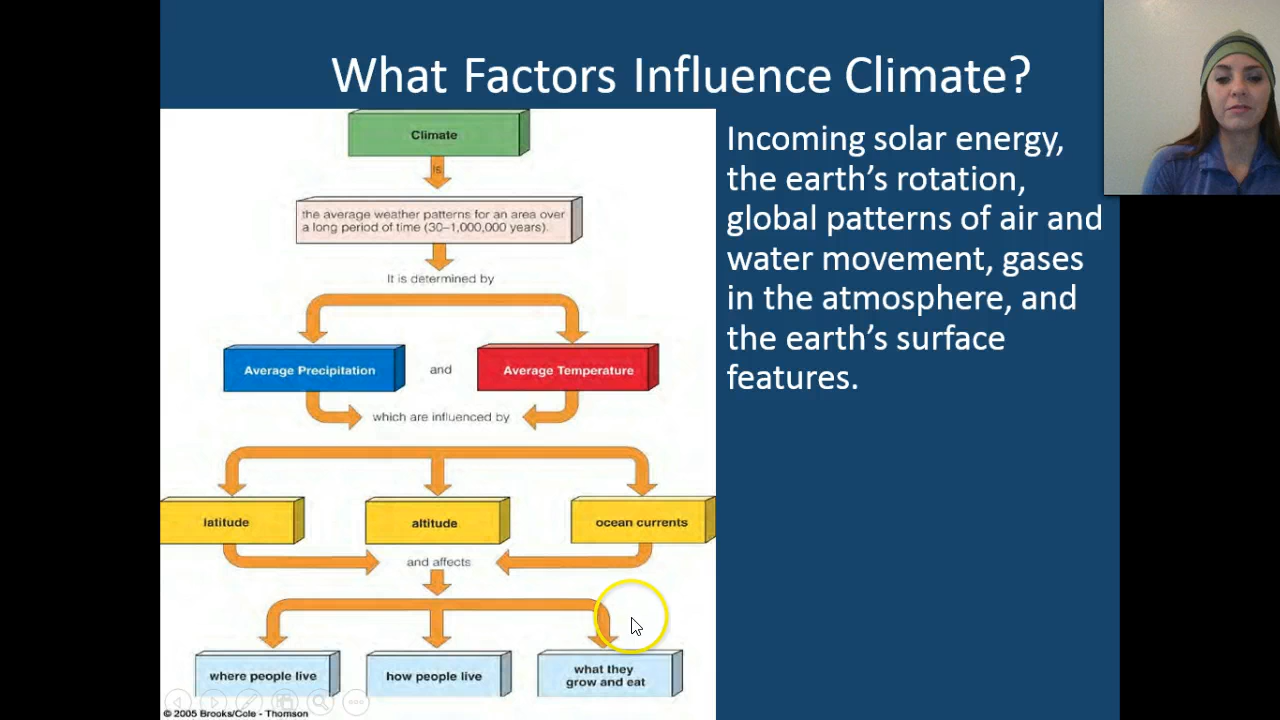 What Factors Influence Climate?
Climate
is
the average weather patterns for an area over
a long period of time (30–1,000,000 years).
It is determined by
Average Precipitation
and
Average Temperature
which are influenced by
latitude
altitude
ocean currents
and affects
where people live
how people live
what they
grow and eat
© 2005 Brooks/Cole - Thomson
Incoming solar energy,
the earth’s rotation,
global patterns of air and
water movement, gases
in the atmosphere, and
the earth’s surface
features.